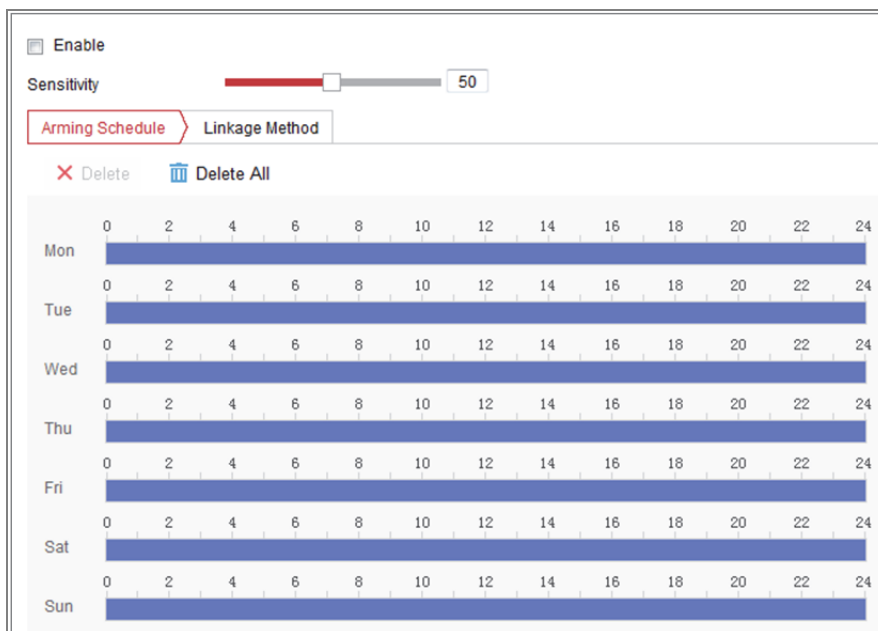 Enable
Sensitivity 50
Arming Schedule Linkage Method
Delete Delete All
0 2 4 6 8 10 12 14 16 18 20 22 24
Mon
0 2 4 6 8 10 12 14 16 18 20 22 24
Tue
0 2 4 6 8 10 12 14 16 18 20 22 24
Wed
0 2 4 6 8 10 12 14 16 18 20 22 24
Thu
0 2 4 6 8 10 12 14 16 18 20 22 24
Fri
0 2 4 6 8 10 12 14 16 18 20 22 24
Sat
0 2 4 6 8 10 12 14 16 18 20 22 24
Sun